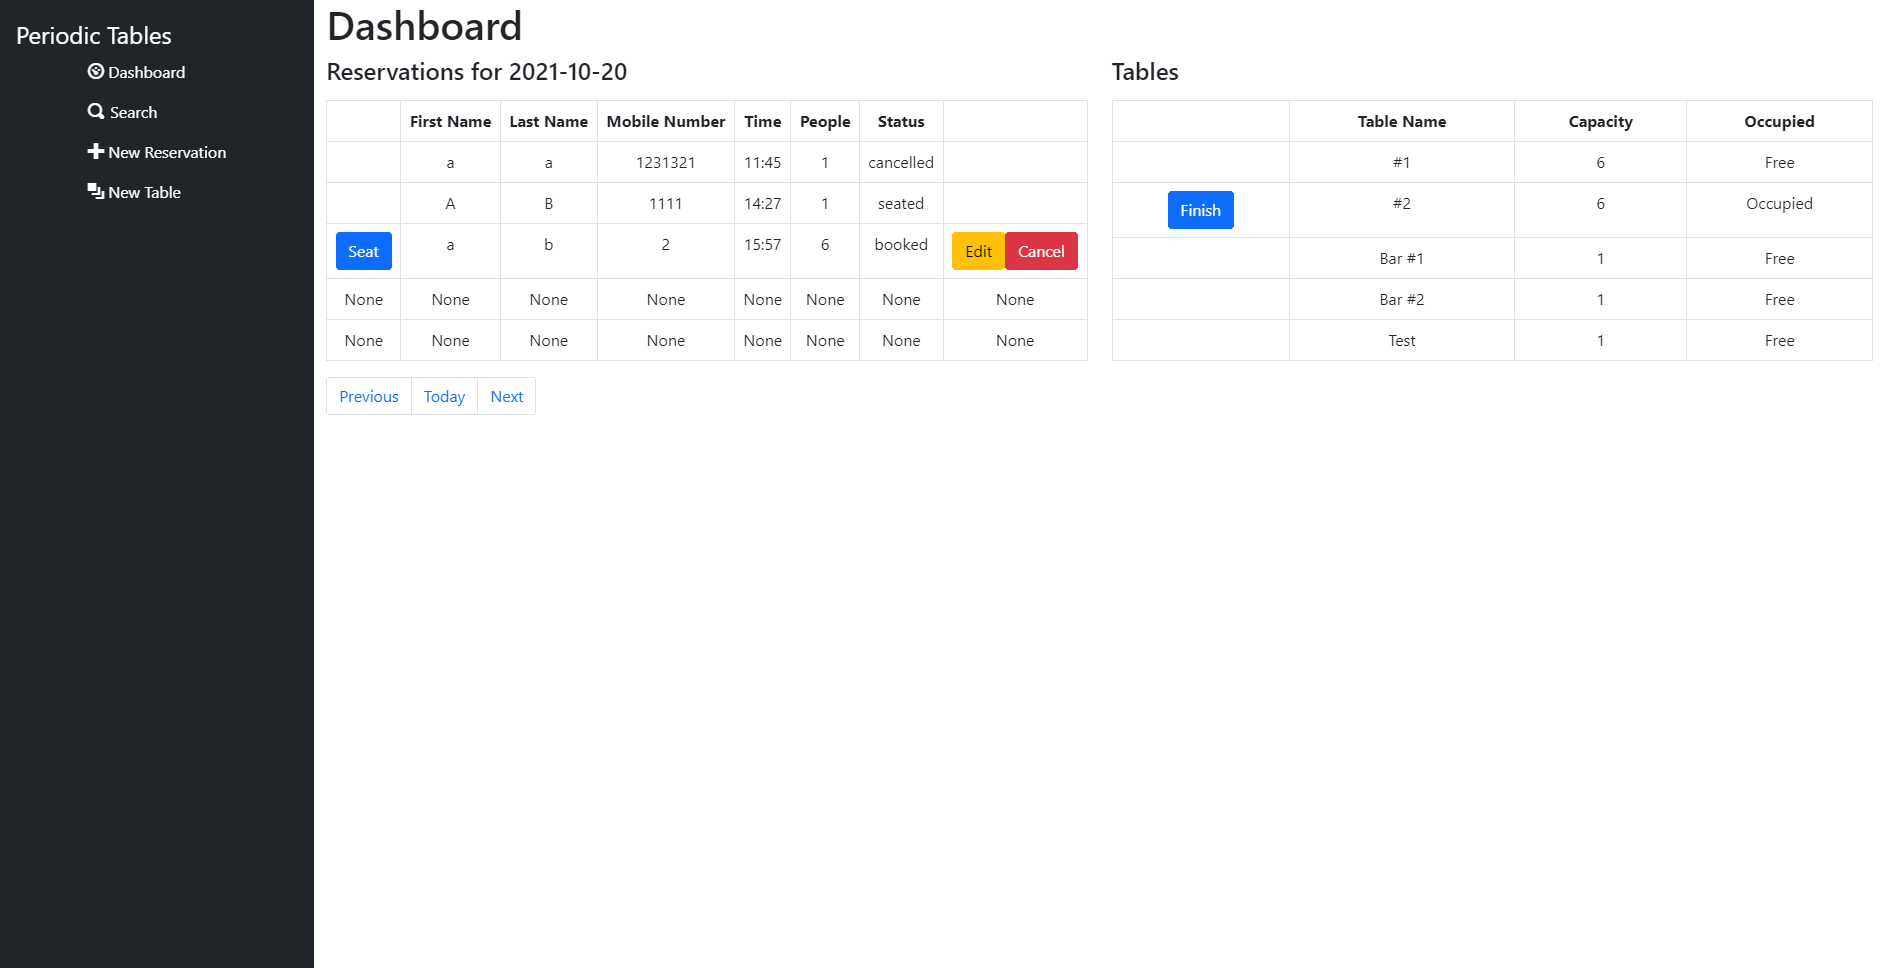 Periodic Tables
Dashboard
Search
New Reservation
New Table
Dashboard
Reservations for 2021-10-20
First Name Last Name Mobile Number Time People Status
a a 1231321 11:45 1 cancelled
A B 1111 14:27 1 seated
Seat a b 2 15:57 6 booked Edit Cancel
None None None None None None None None
None None None None None None None None
Previous Today Next
Tables
Table Name Capacity Occupied
#1 6 Free
Finish #2 6 Occupied
Bar #1 1 Free
Bar #2 1 Free
Test 1 Free